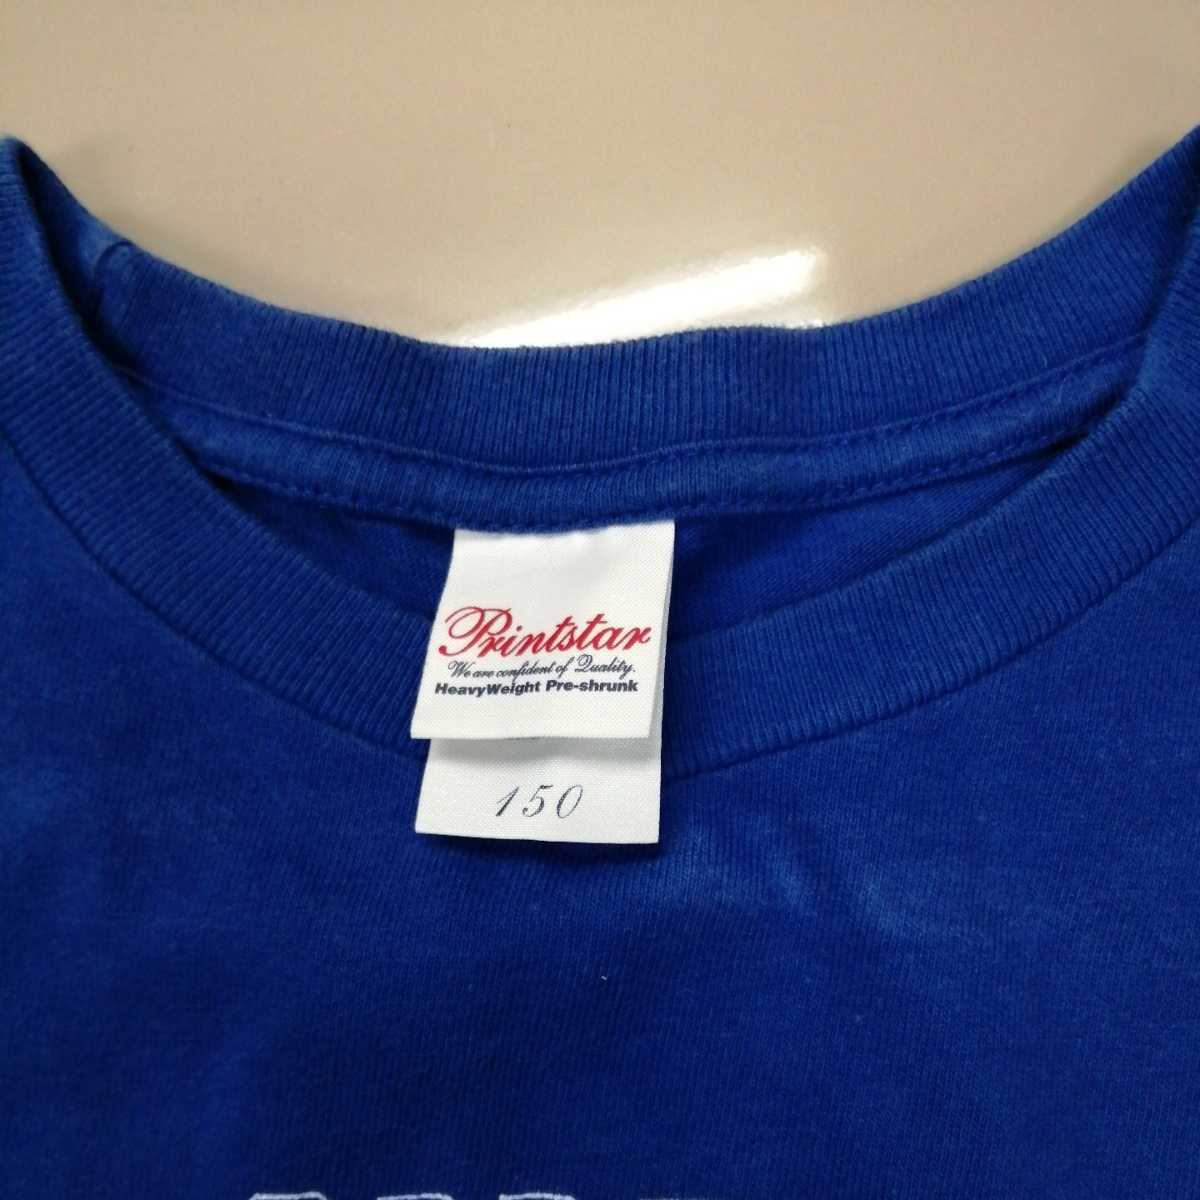 Printstar
We are confident of Quality.
HeavyWeight Pre-shrunk
150